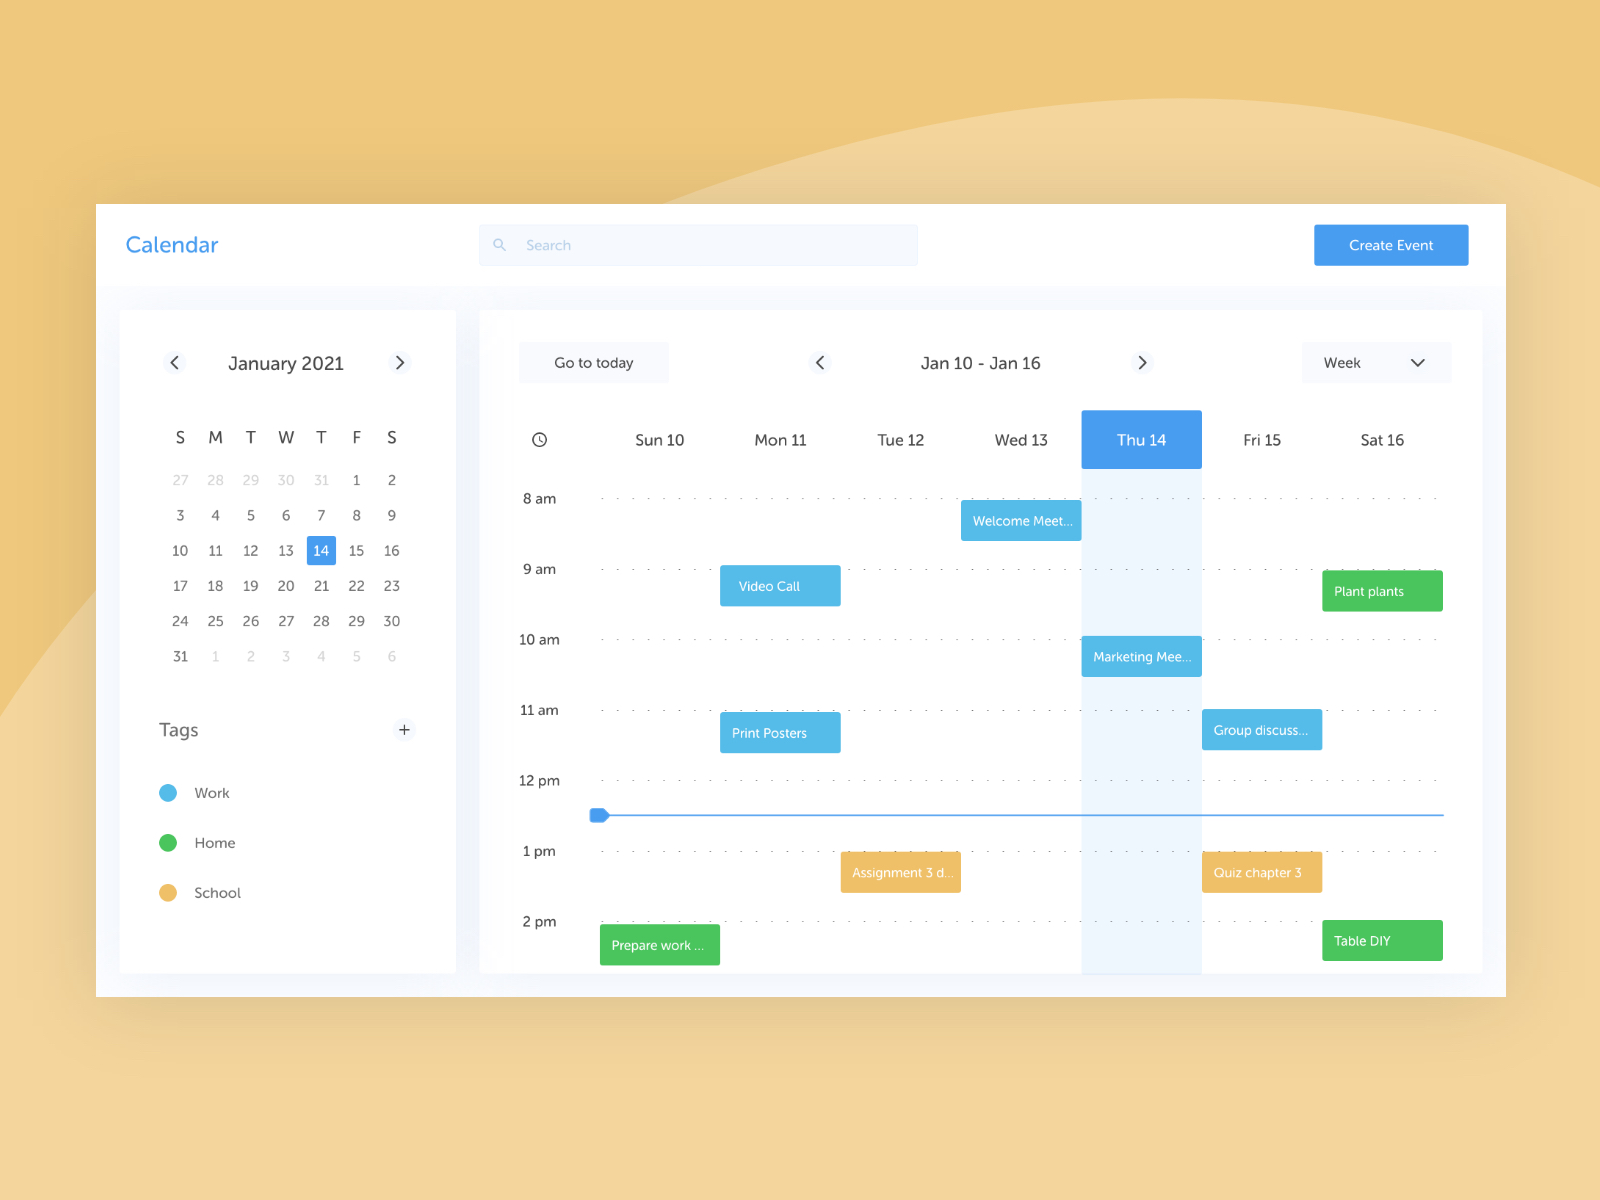 Calendar
Search
Create Event
January 2021
S M T W T F S
27 28 29 30 31 1 2
3 4 5 6 7 8 9
10 11 12 13 14 15 16
17 18 19 20 21 22 23
24 25 26 27 28 29 30
31 1 2 3 4 5 6
Tags
Work
Home
School
Go to today
Jan 10 - Jan 16
Week
Sun 10 Mon 11 Tue 12 Wed 13 Thu 14 Fri 15 Sat 16
8 am
Welcome Meet...
9 am
Video Call
Plant plants
10 am
Marketing Mee...
11 am
Print Posters
Group discuss...
12 pm
1 pm
Assignment 3 d...
Quiz chapter 3
2 pm
Prepare work ...
Table DIY